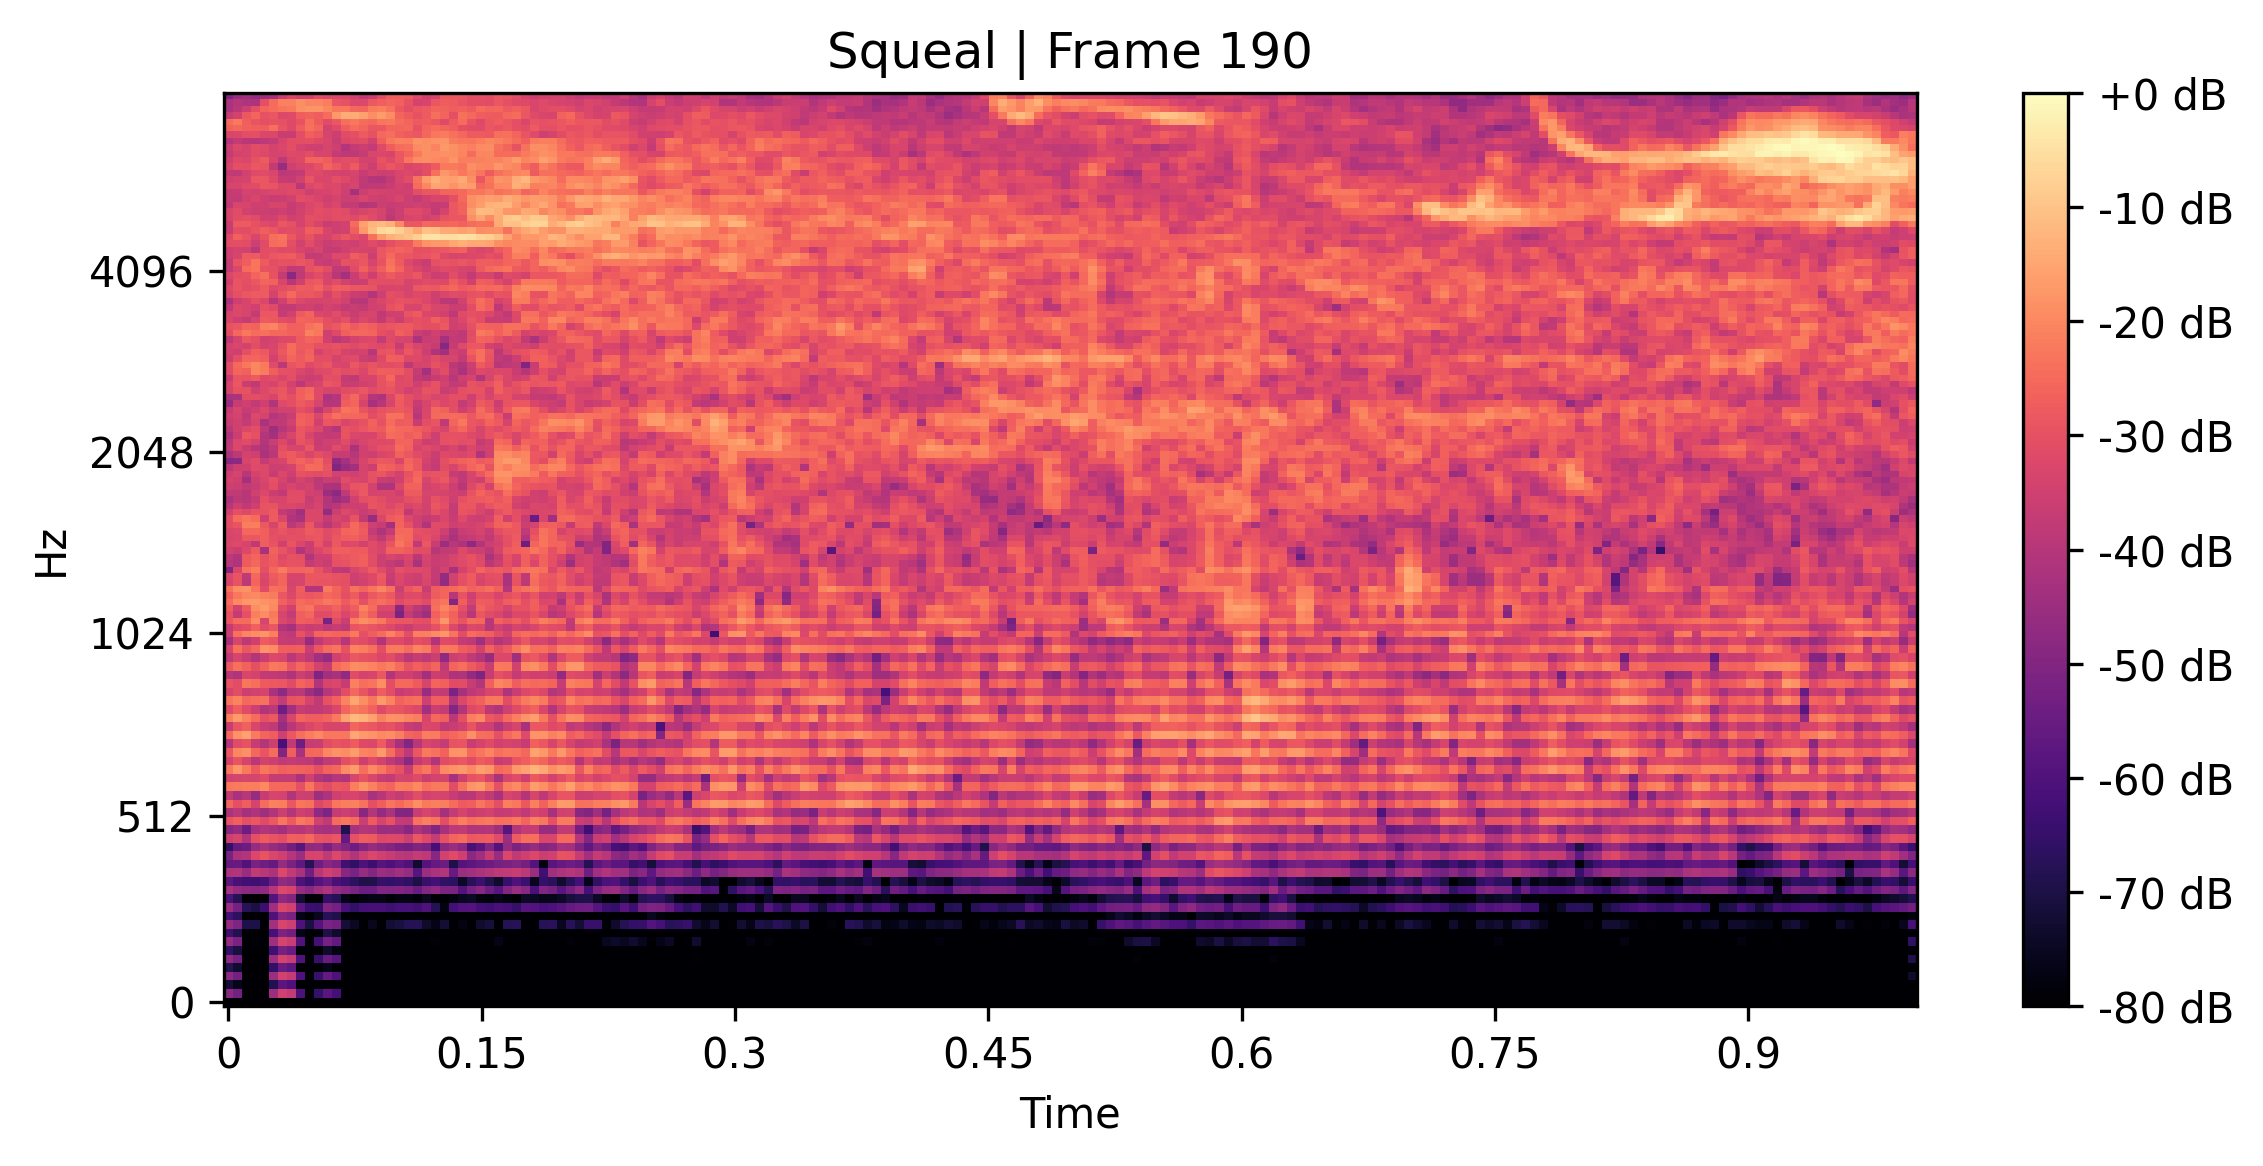 Squeal | Frame 190
+0 dB
-10 dB
4096
-20 dB
-30 dB
2048
Hz
-40 dB
1024
-50 dB
-60 dB
512
-70 dB
0
-80 dB
0 0.15 0.3 0.45 0.6 0.75 0.9
Time